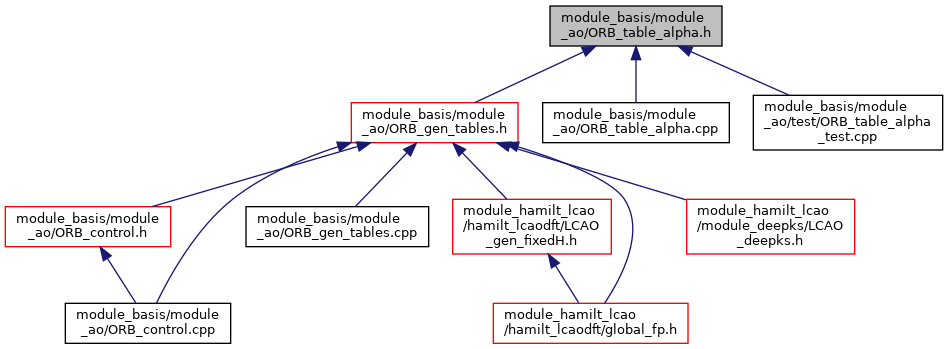 module_basis/module
_ao/ORB_table_alpha.h
module_basis/module
_ao/ORB_gen_tables.h
module_basis/module
_ao/ORB_table_alpha.cpp
module_basis/module
_ao/test/ORB_table_alpha
_test.cpp
module_basis/module
_ao/ORB_control.h
module_basis/module
_ao/ORB_gen_tables.cpp
module_hamilt_lcao
/hamilt_lcaodft/LCAO
_gen_fixedH.h
module_hamilt_lcao
/module_deepks/LCAO
_deepks.h
module_basis/module
_ao/ORB_control.cpp
module_hamilt_lcao
/hamilt_lcaodft/global_fp.h